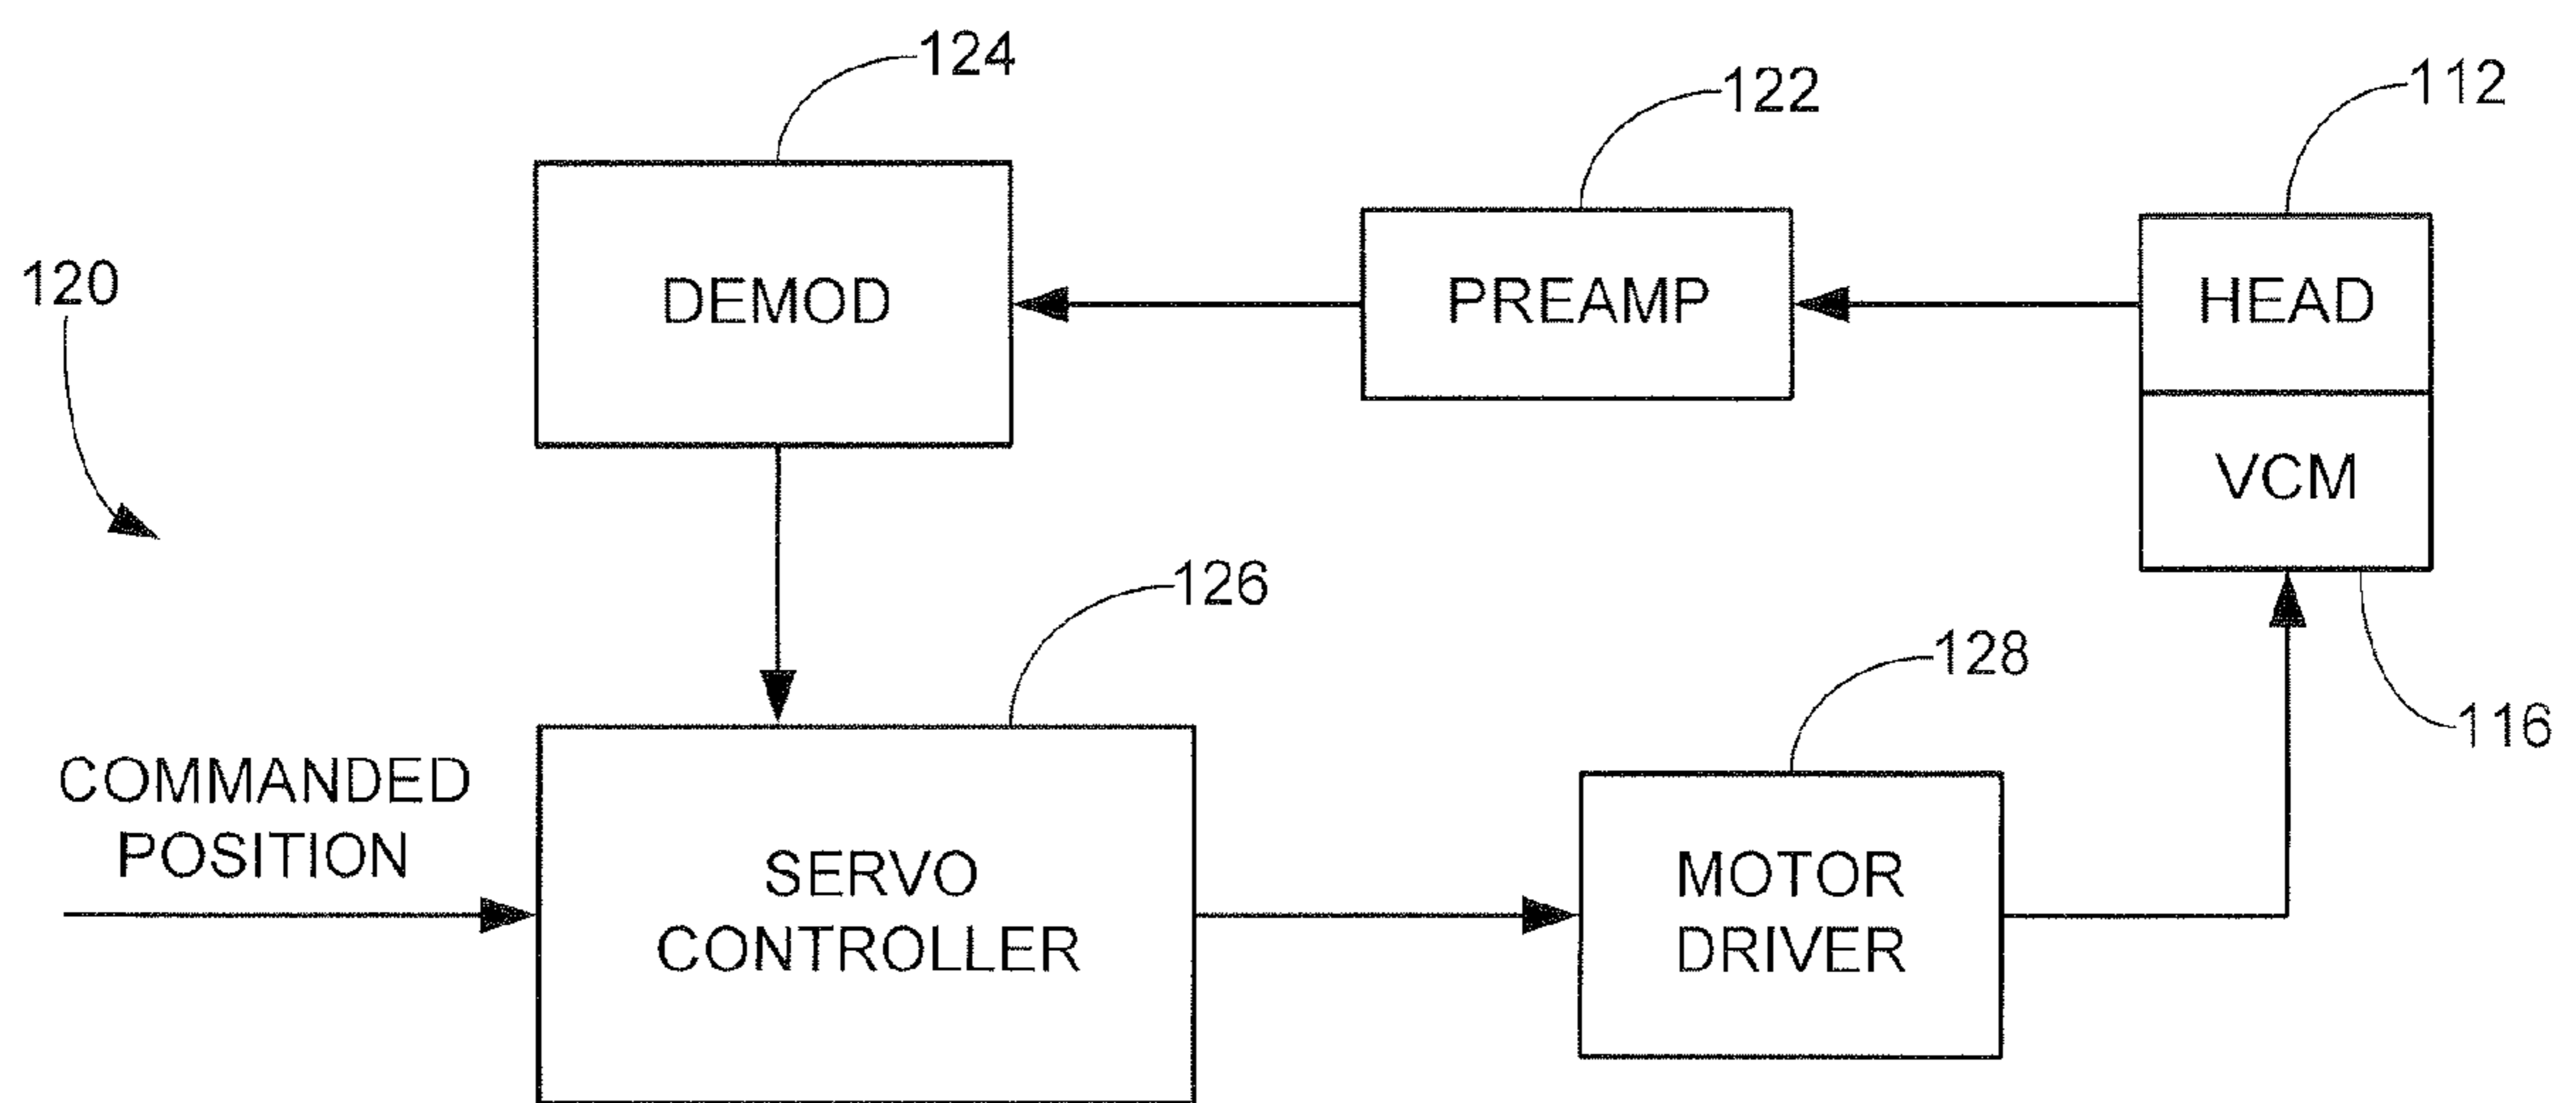 124
122
112
120
DEMOD
PREAMP
HEAD
VCM
126
128
116
COMMANDED
POSITION
SERVO
CONTROLLER
MOTOR
DRIVER